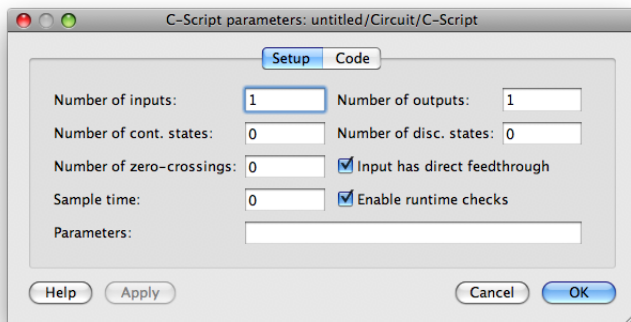 C-Script parameters: untitled/Circuit/C-Script
Setup Code
Number of inputs: 1 Number of outputs: 1
Number of cont. states: 0 Number of disc. states: 0
Number of zero-crossings: 0 Input has direct feedthrough
Sample time: 0 Enable runtime checks
Parameters:
Help Apply Cancel OK